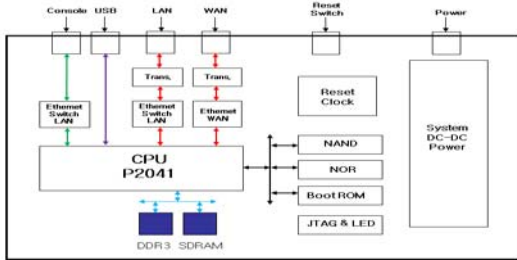 Console USB LAN WAN Reset Switch Power
Trans, Trans,
Ethernet Switch LAN
Ethernet Switch LAN
Ethernet WAN
Reset Clock
System DC-DC Power
CPU P2041
NAND
NOR
Boot ROM
JTAG & LED
DDR3 SDRAM